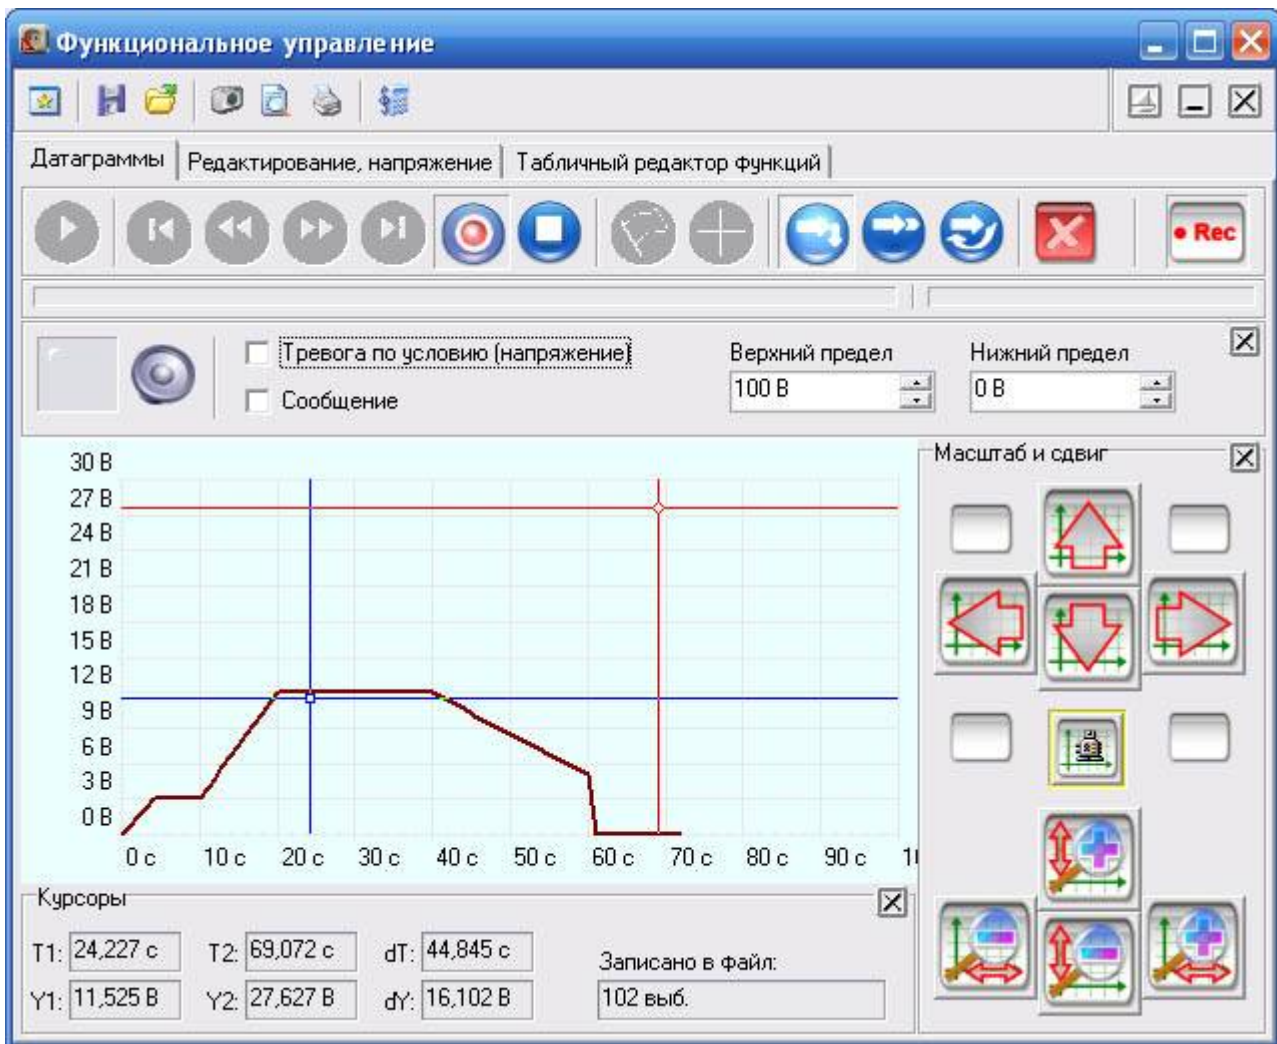 Функциональное управление
Датаграммы
Редактирование, напряжение
Табличный редактор функций
Rec
Тревога по условию (напряжение)
Сообщение
Верхний предел
100 В
Нижний предел
0 В
30 В
27 В
24 В
21 В
18 В
15 В
12 В
9 В
6 В
3 В
0 В
0 с 10 с 20 с 30 с 40 с 50 с 60 с 70 с 80 с 90 с
Масштаб и сдвиг
Курсоры
T1: 24,227 с T2: 69,072 с dT: 44,845 с
Y1: 11,525 В Y2: 27,627 В dY: 16,102 В
Записано в файл:
102 выб.